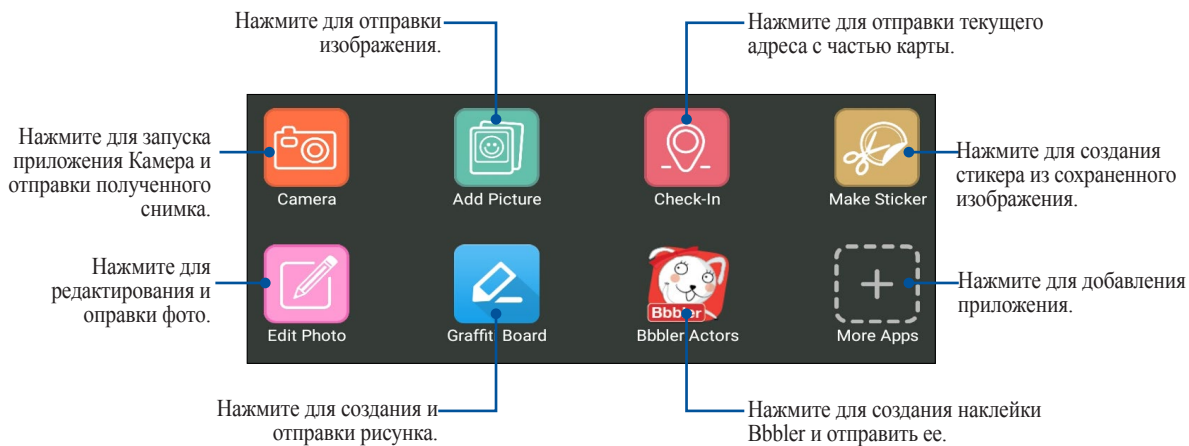 Нажмите для отправки
изображения.
Нажмите для отправки текущего
адреса с частью карты.
Нажмите для запуска
приложения Камера и
отправки полученного
снимка.
Camera
Add Picture
Check-In
Make Sticker
Нажмите для создания
стикера из сохраненного
изображения.
Нажмите для
редактирования и
оправки фото.
Edit Photo
Graffiti Board
Bbbler
Bbbler Actors
More Apps
Нажмите для добавления
приложения.
Нажмите для создания и
отправки рисунка.
Нажмите для создания наклейки
Bbbler и отправить ее.